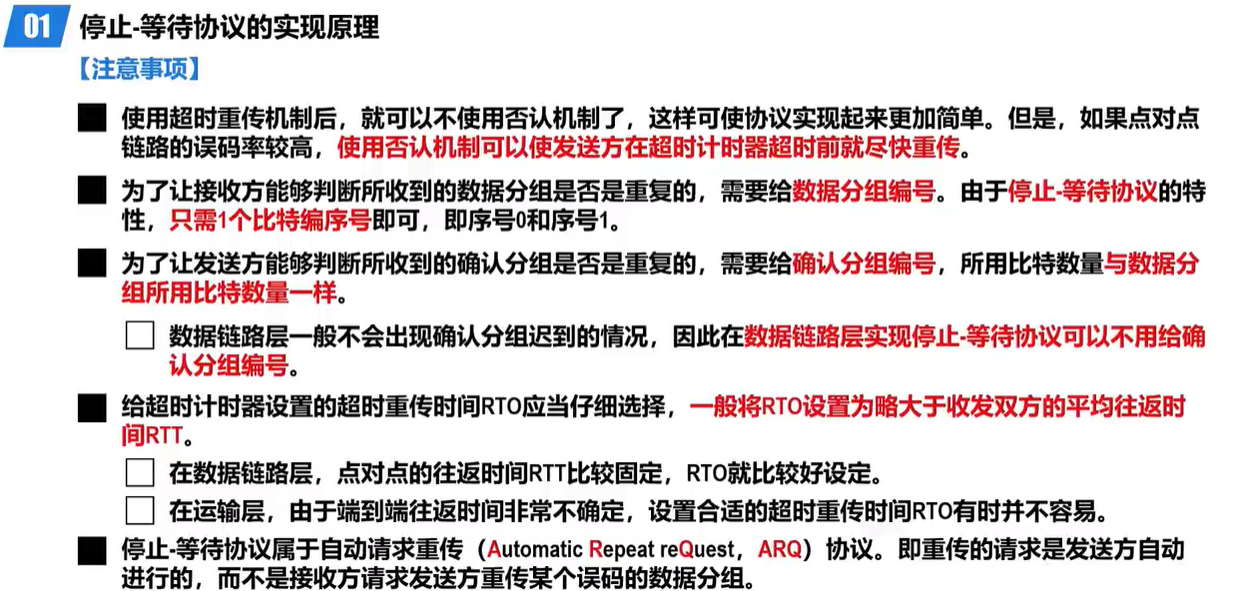 01 停止-等待协议的实现原理
【注意事项】
使用超时重传机制后，就可以不使用否认机制了，这样可使协议实现起来更加简单。但是，如果点对点
链路的误码率较高，使用否认机制可以使发送方在超时计时器超时前就尽快重传。
为了让接收方能够判断所收到的数据分组是否是重复的，需要给数据分组编号。由于停止-等待协议的特
性，只需1个比特编序号即可，即序号0和序号1。
为了让发送方能够判断所收到的确认分组是否是重复的，需要给确认分组编号，所用比特数量与数据分
组所用比特数量一样。
数据链路层一般不会出现确认分组迟到的情况，因此在数据链路层实现停止-等待协议可以不用给确
认分组编号。
给超时计时器设置的超时重传时间RTO应当仔细选择，一般将RTO设置为略大于收发双方的平均往返时
间RTT。
在数据链路层，点对点的往返时间RTT比较固定，RTO就比较好设定。
在运输层，由于端到端往返时间非常不确定，设置合适的超时重传时间RTO有时并不容易。
停止-等待协议属于自动请求重传（Automatic Repeat reQuest，ARQ）协议。即重传的请求是发送方自动
进行的，而不是接收方请求发送方重传某个误码的数据分组。